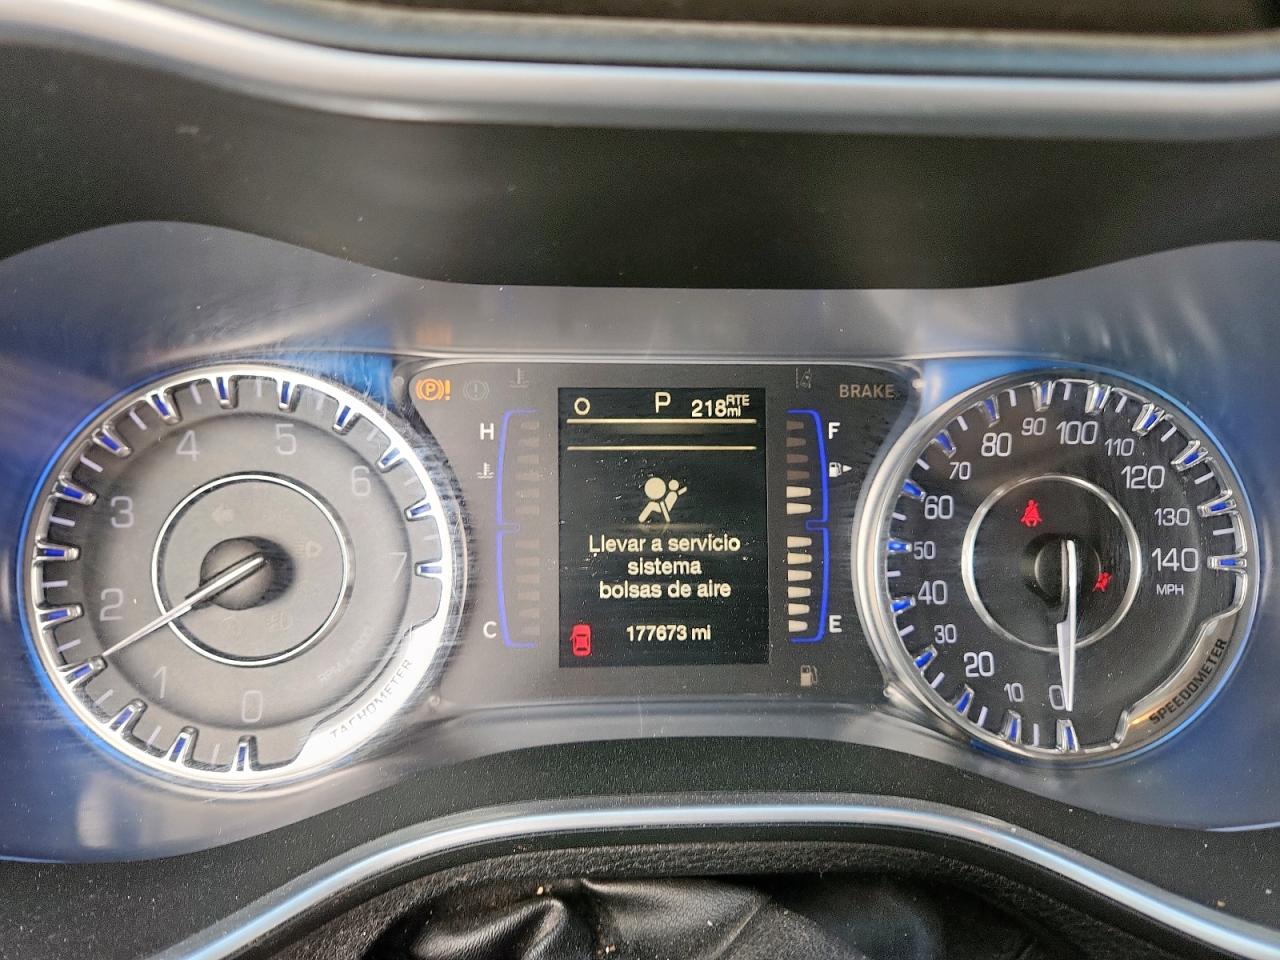 0
1
2
3
4
5
6
7
TACHOMETER
(P)!
H
C
O P 218 RTE mi
Llevar a servicio
sistema
bolsas de aire
177673 mi
BRAKE
F
E
0
10
20
30
40
50
60
70
80
90
100
110
120
130
140
MPH
SPEEDOMETER